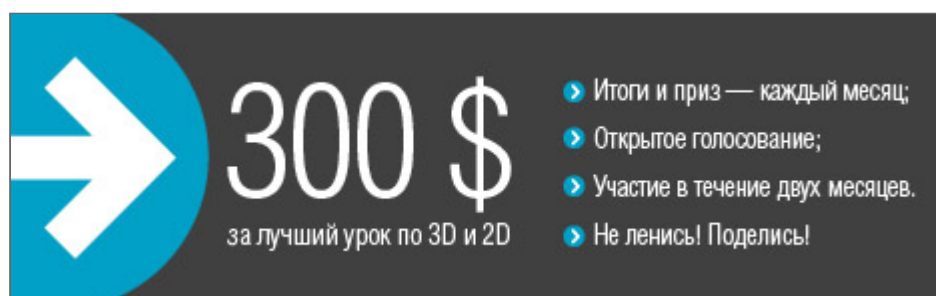 300 $
за лучший урок по 3D и 2D
Итоги и приз — каждый месяц;
Открытое голосование;
Участие в течение двух месяцев.
Не ленись! Поделись!